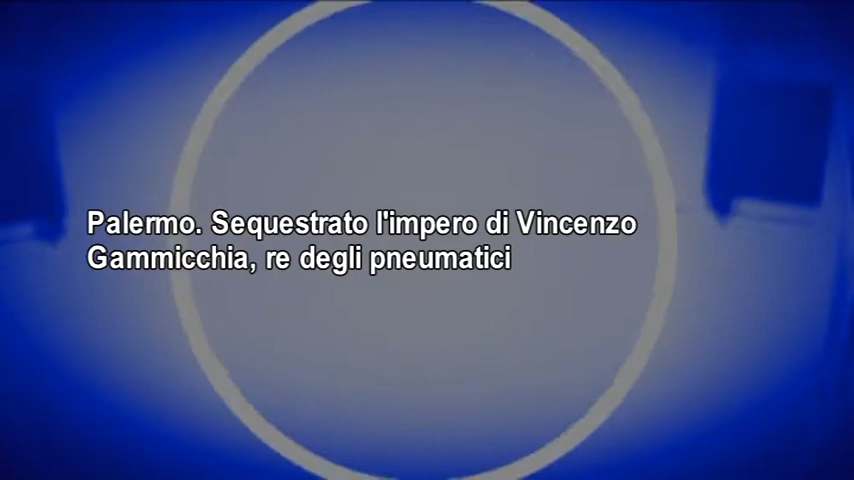 Palermo. Sequestrato l'impero di Vincenzo
Gammicchia, re degli pneumatici